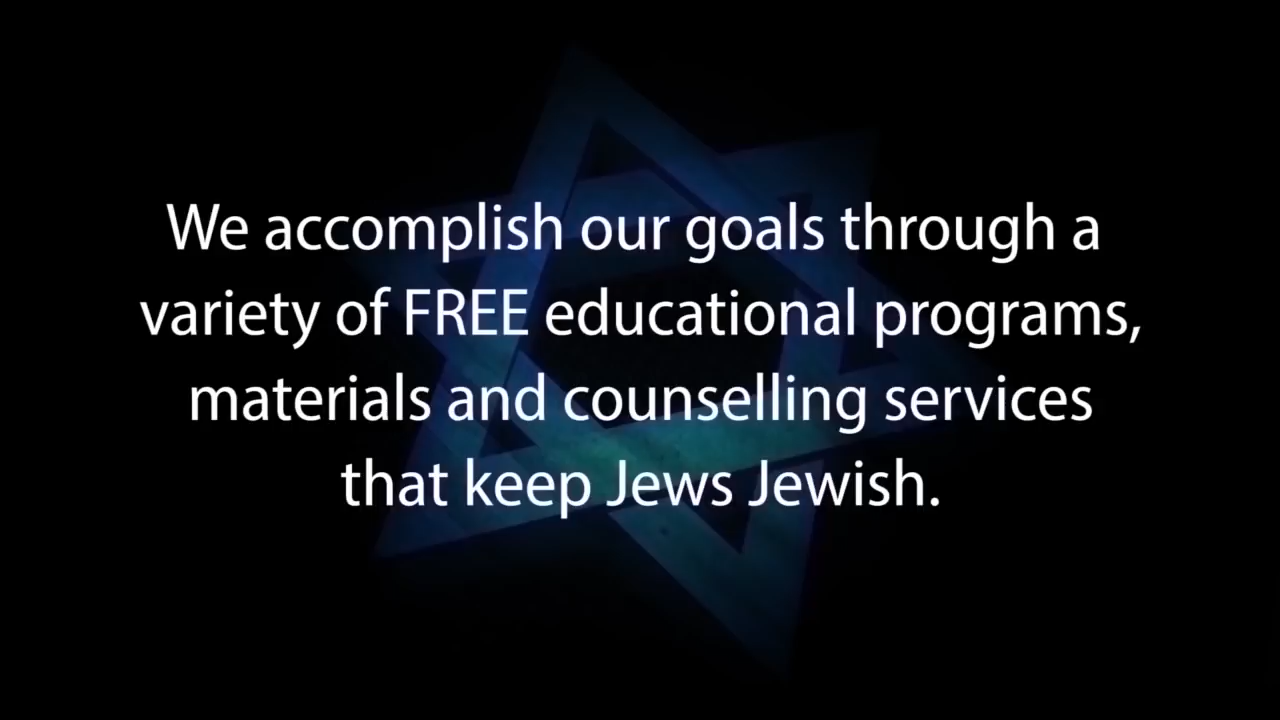 We accomplish our goals through a
variety of FREE educational programs,
materials and counselling services
that keep Jews Jewish.